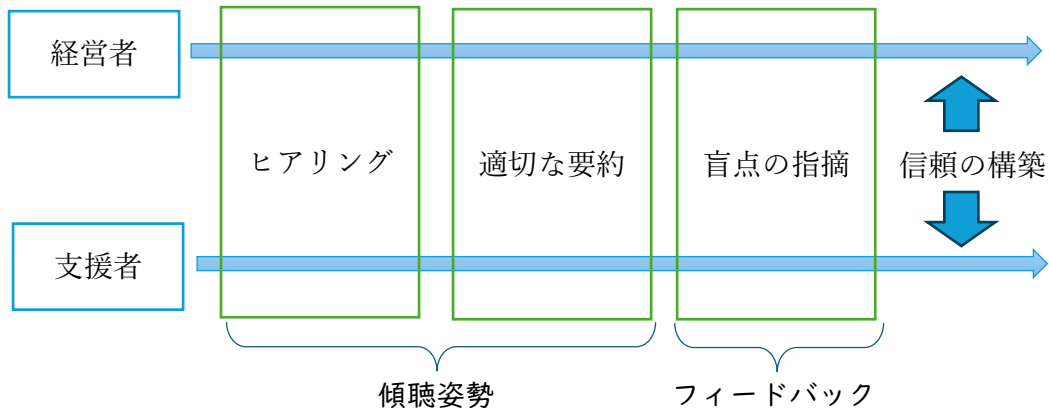 経営者
ヒアリング
適切な要約
盲点の指摘
信頼の構築
支援者
傾聴姿勢
フィードバック